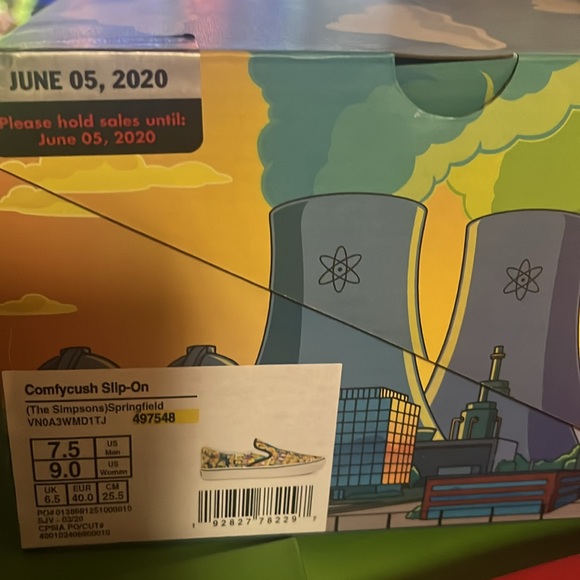 JUNE 05, 2020
Please hold sales until:
June 05, 2020
Comfycush Slip-On
(The Simpsons)Springfield
VN0A3WMD1TJ 497548
7.5 US Men
9.0 US Women
UK EUR CM
6.5 40.0 25.5
SJV - 03/20
CPSIA PO/CUT#